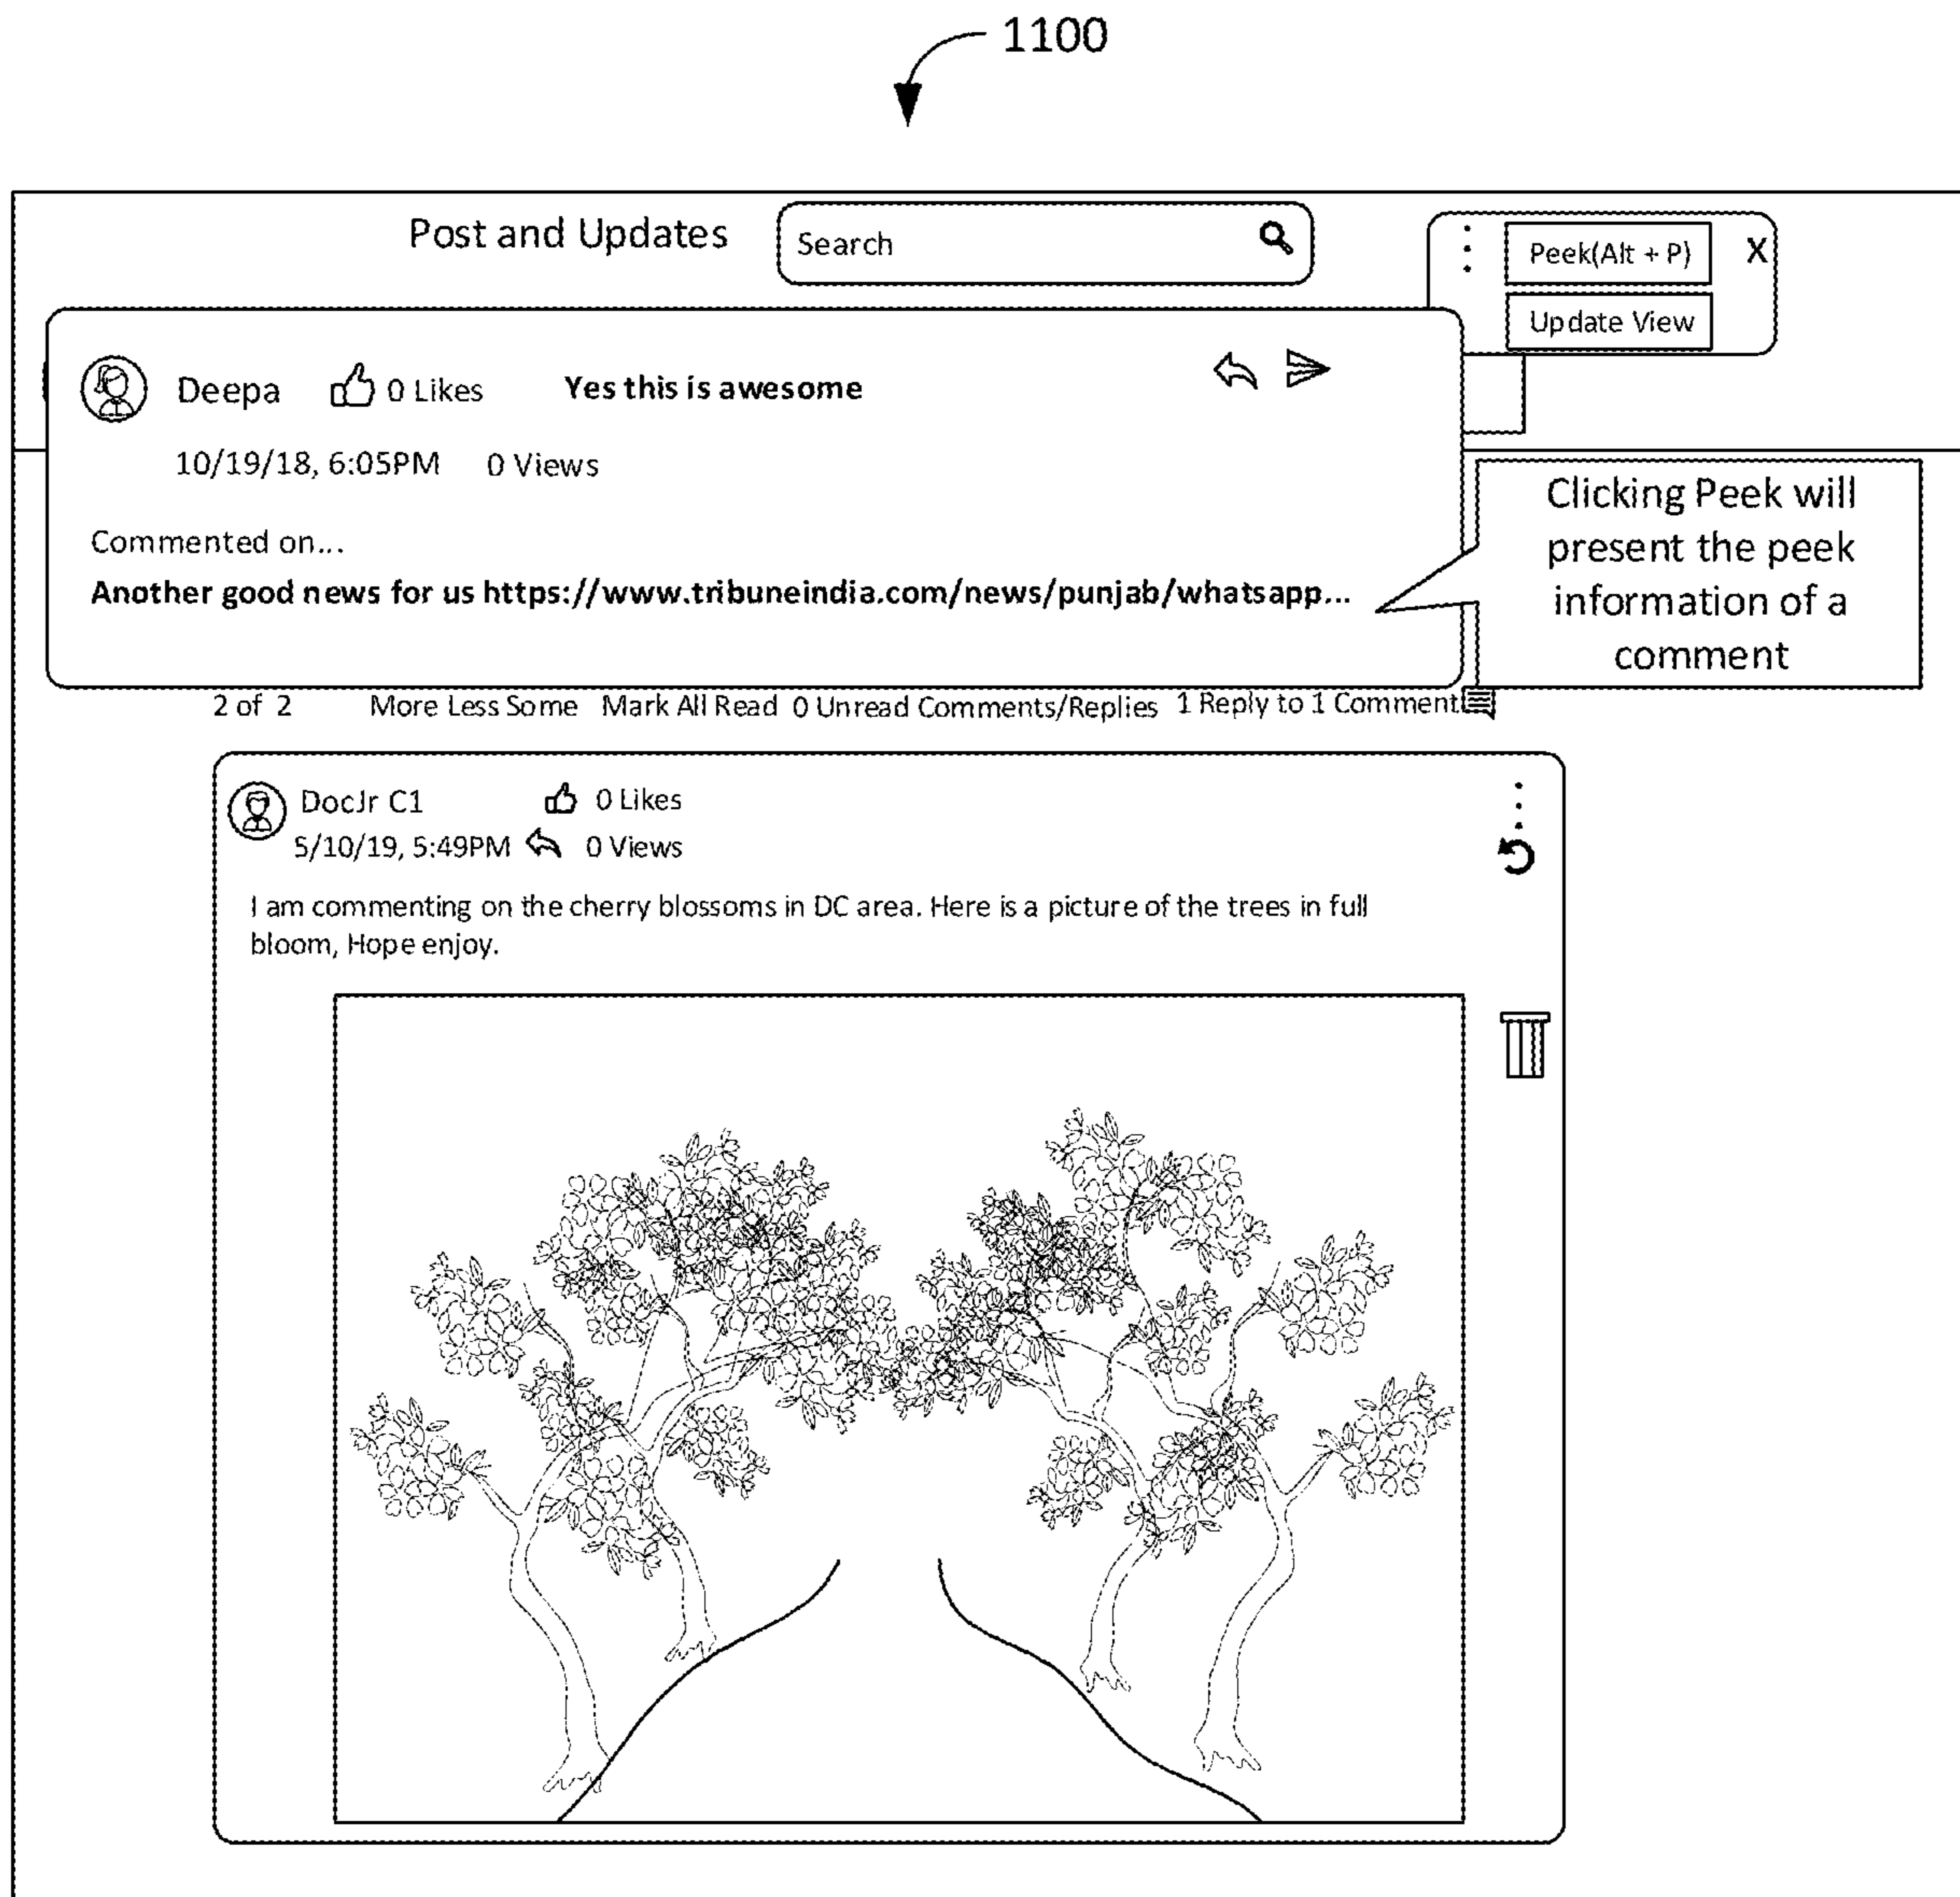 1100
Post and Updates
Search
Peek(Alt + P)
X
Update View
Deepa 0 Likes Yes this is awesome
10/19/18, 6:05PM 0 Views
Commented on...
Another good news for us https://www.tribuneindia.com/news/punjab/whatsapp...
Clicking Peek will
present the peek
information of a
comment
2 of 2 More Less Some Mark All Read 0 Unread Comments/Replies 1 Reply to 1 Comment
DocJr C1 0 Likes
5/10/19, 5:49PM 0 Views
I am commenting on the cherry blossoms in DC area. Here is a picture of the trees in full
bloom, Hope enjoy.